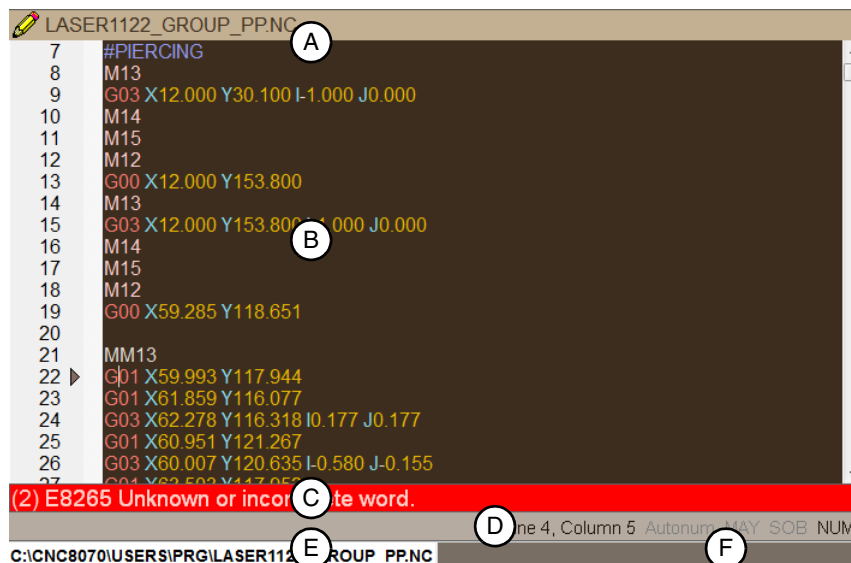 LASER1122_GROUP_PP.NC
A
7 #PIERCING
8 M13
9 G03 X12.000 Y30.100 I-1.000 J0.000
10 M14
11 M15
12 M12
13 G00 X12.000 Y153.800
14 M13
15 G03 X12.000 Y153.800 1.000 J0.000
B
16 M14
17 M15
18 M12
19 G00 X59.285 Y118.651
20
21 MM13
22 G01 X59.993 Y117.944
23 G01 X61.859 Y116.077
24 G03 X62.278 Y116.318 I0.177 J0.177
25 G01 X60.951 Y121.267
26 G03 X60.007 Y120.635 I-0.580 J-0.155
27 G01
(2) E8265 Unknown or incor te word.
C
D ne 4, Column 5 Autonum MAY SOB NUM
C:\CNC8070\USERS\PRG\LASER112 ROUP_PP.NC
E
F